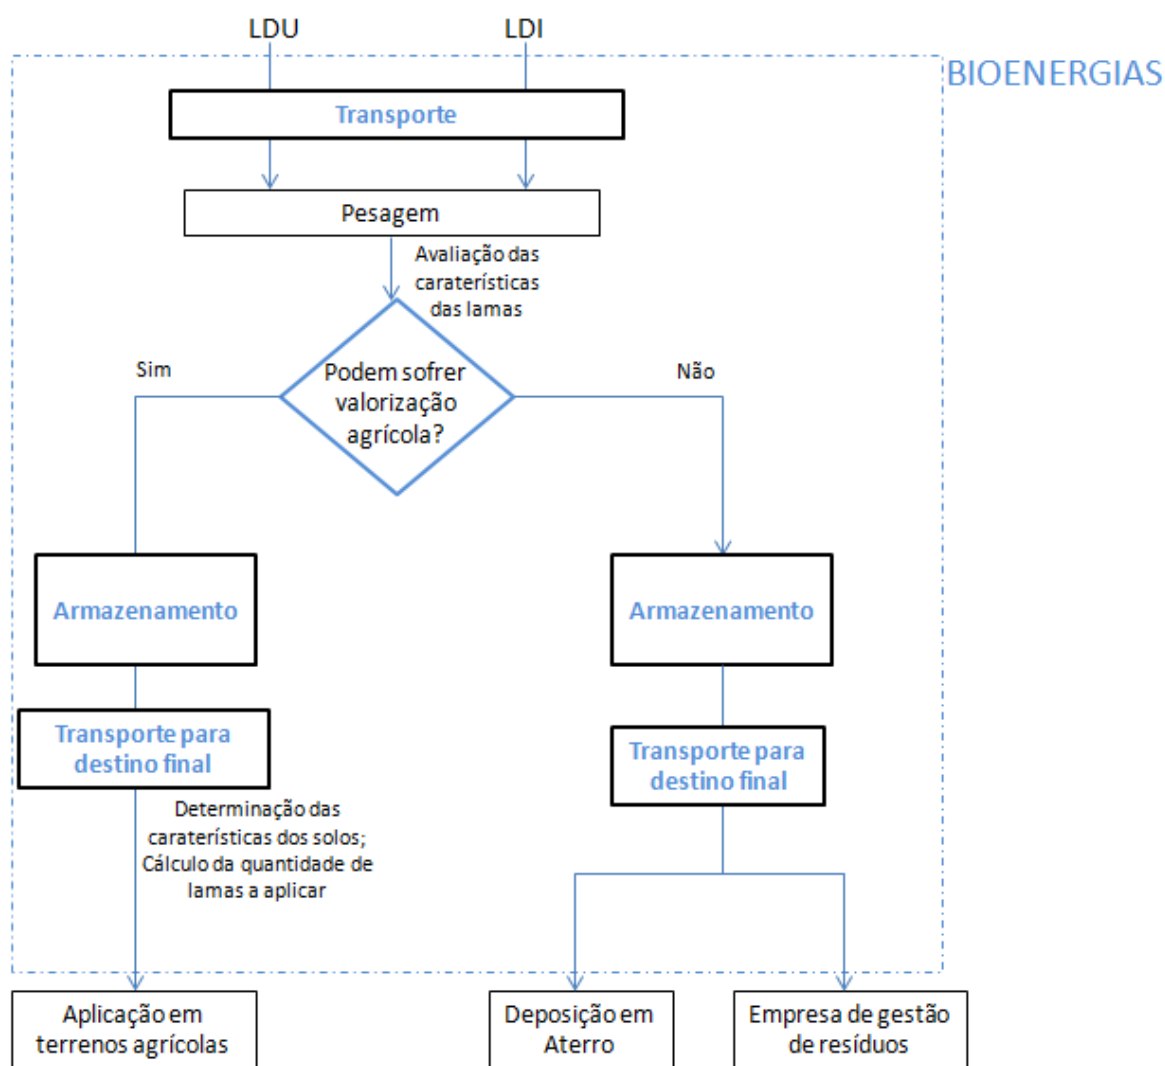 LDU
LDI
BIOENERGIAS
Transporte
Pesagem
Avaliação das
caraterísticas
das lamas
Podem sofrer
valorização
agrícola?
Sim
Não
Armazenamento
Armazenamento
Transporte para
destino final
Transporte para
destino final
Determinação das
caraterísticas dos solos;
Cálculo da quantidade de
lamas a aplicar
Aplicação em
terrenos agrícolas
Deposição em
Aterro
Empresa de gestão
de resíduos